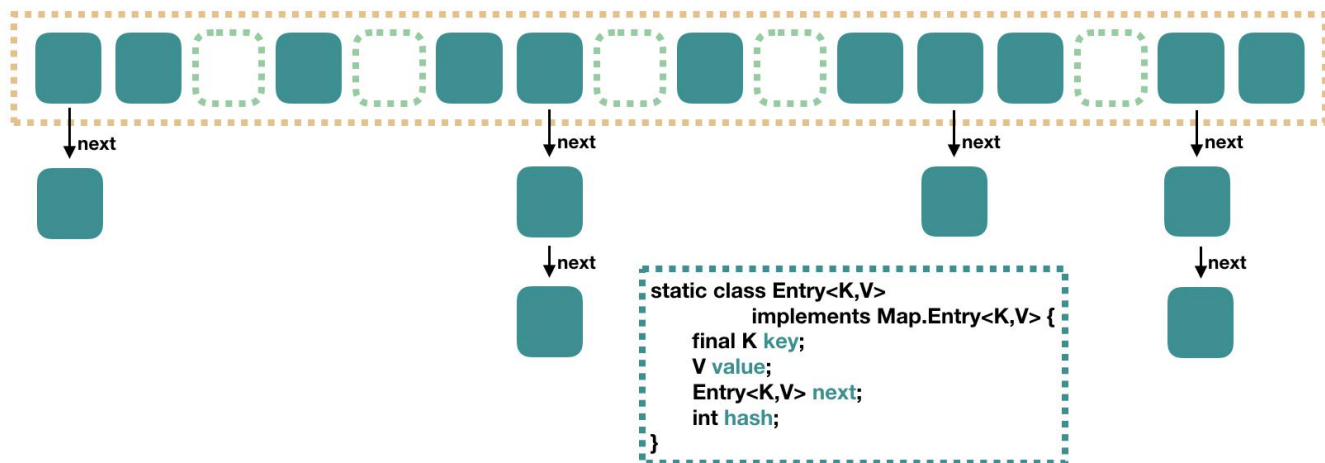 next
next
next
next
next
next
static class Entry<K,V>
implements Map.Entry<K,V> {
final K key;
V value;
Entry<K,V> next;
int hash;
}